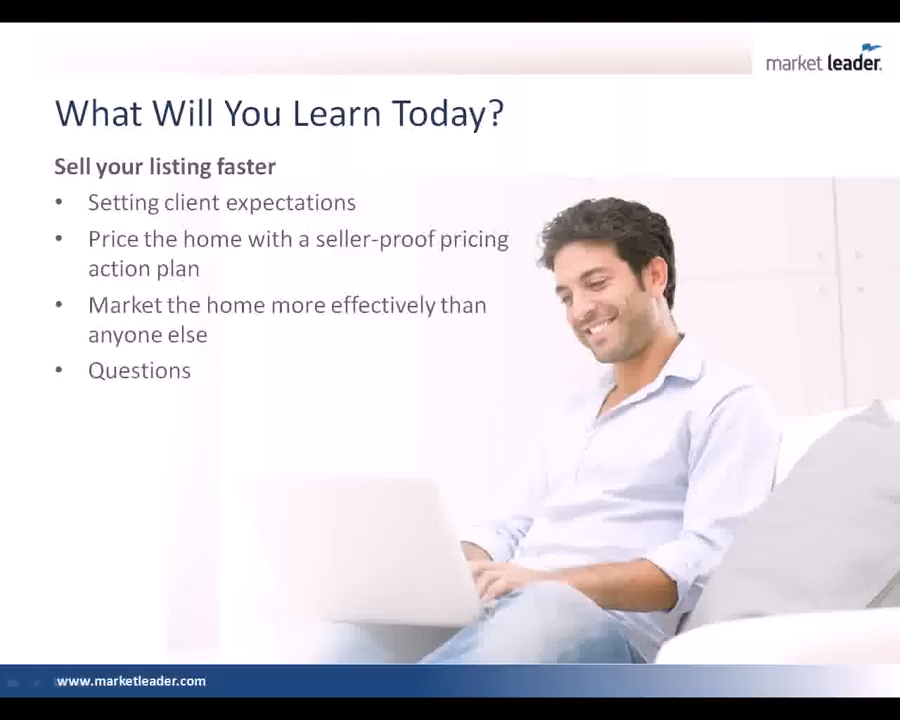 market leader.
What Will You Learn Today?
Sell your listing faster
• Setting client expectations
• Price the home with a seller-proof pricing
action plan
• Market the home more effectively than
anyone else
• Questions
www.marketleader.com